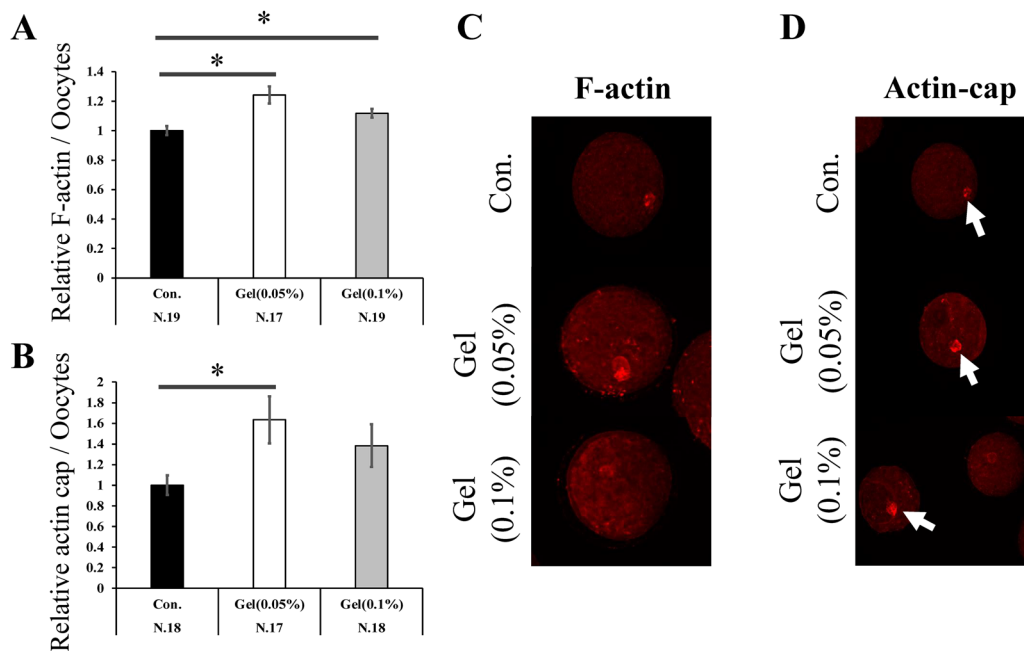 A
*
*
Relative F-actin / Oocytes
1.4
1.2
1
0.8
0.6
0.4
0.2
0
Con. Gel(0.05%) Gel(0.1%)
N.19 N.17 N.19
B
*
Relative actin cap / Oocytes
2
1.8
1.6
1.4
1.2
1
0.8
0.6
0.4
0.2
0
Con. Gel(0.05%) Gel(0.1%)
N.18 N.17 N.18
C
F-actin
Con.
Gel
(0.05%)
Gel
(0.1%)
D
Actin-cap
Con.
Gel
(0.05%)
Gel
(0.1%)